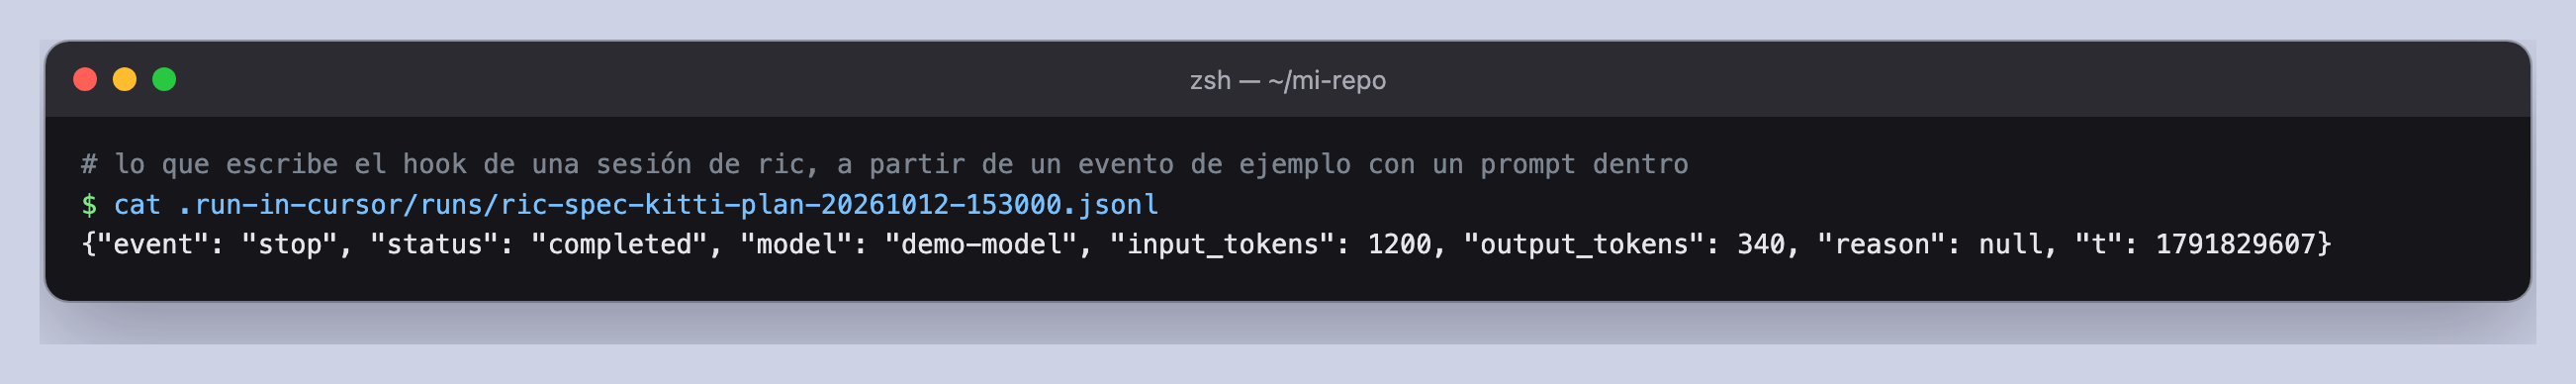 zsh — ~/mi-repo
# lo que escribe el hook de una sesión de ric, a partir de un evento de ejemplo con un prompt dentro
$ cat .run-in-cursor/runs/ric-spec-kitti-plan-20261012-153000.jsonl
{"event": "stop", "status": "completed", "model": "demo-model", "input_tokens": 1200, "output_tokens": 340, "reason": null, "t": 1791829607}